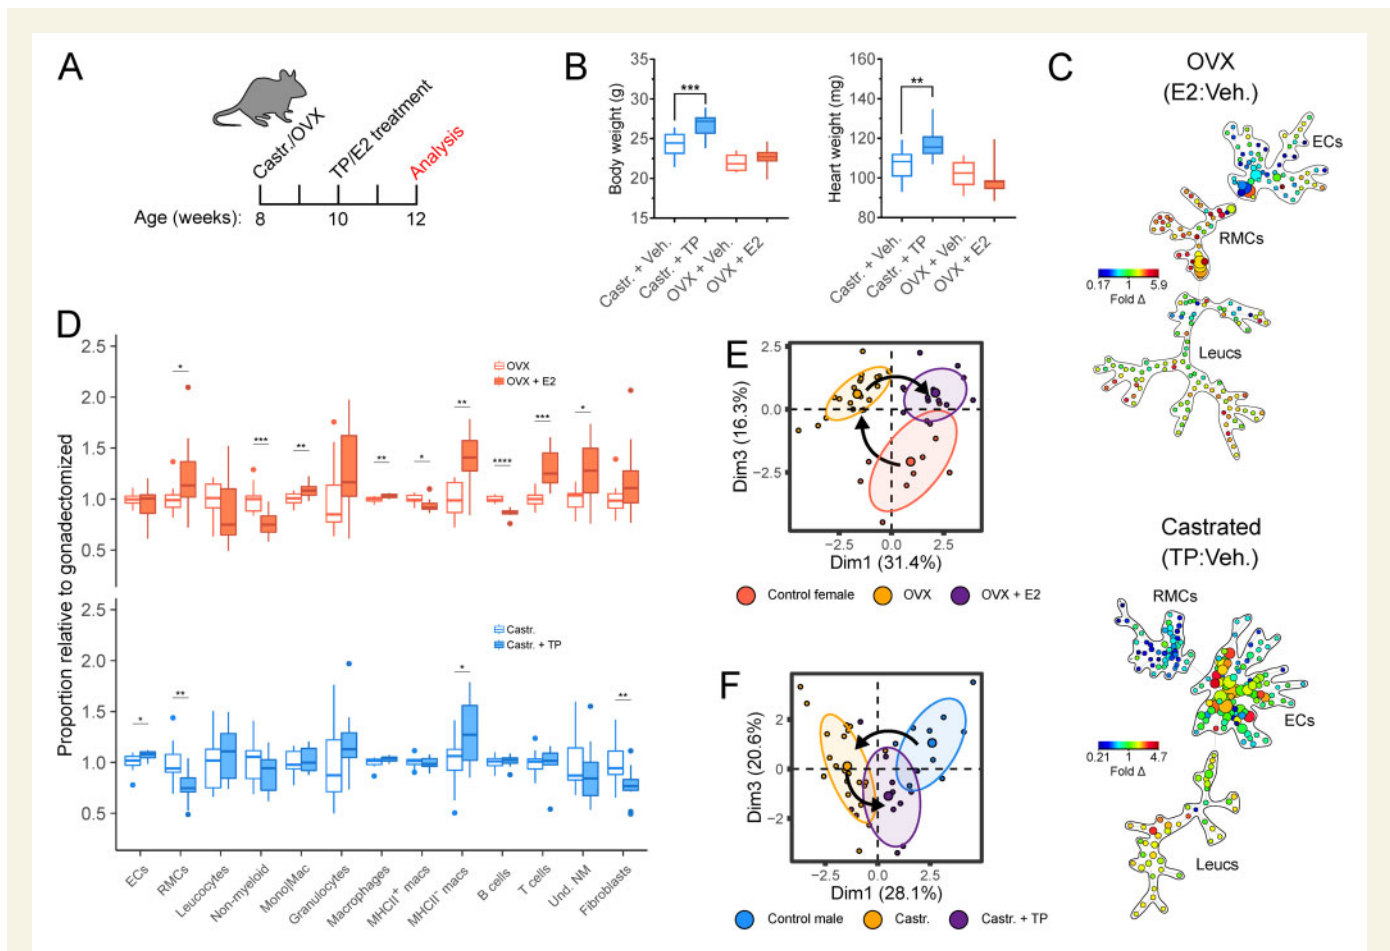 A
Castr./OVX
TP/E2 treatment
Analysis
Age (weeks):
8
10
12
B
Body weight (g)
35
30
25
20
15
***
Castr. + Veh.
Castr. + TP
OVX + Veh.
OVX + E2
Heart weight (mg)
160
140
120
100
80
**
Castr. + Veh.
Castr. + TP
OVX + Veh.
OVX + E2
C
OVX
(E2:Veh.)
ECs
RMCs
0.17 1 5.9
Fold Δ
Leucs
Castrated
(TP:Veh.)
RMCs
ECs
0.21 1 4.7
Fold Δ
Leucs
D
Proportion relative to gonadectomized
2.5
2.0
1.5
1.0
0.5
OVX
OVX + E2
* *** ** ** * ** **** *** *
2.5
2.0
1.5
1.0
0.5
Castr.
Castr. + TP
* ** * **
ECs
RMCs
Leucocytes
Non-myeloid
Mono|Mac
Granulocytes
Macrophages
MHCII+ macs
MHCII- macs
B cells
T cells
Und. NM
Fibroblasts
E
Dim3 (16.3%)
2.5
0.0
−2.5
−2.5 0.0 2.5
Dim1 (31.4%)
Control female OVX OVX + E2
F
Dim3 (20.6%)
2
0
−2
−2.5 0.0 2.5
Dim1 (28.1%)
Control male Castr. Castr. + TP